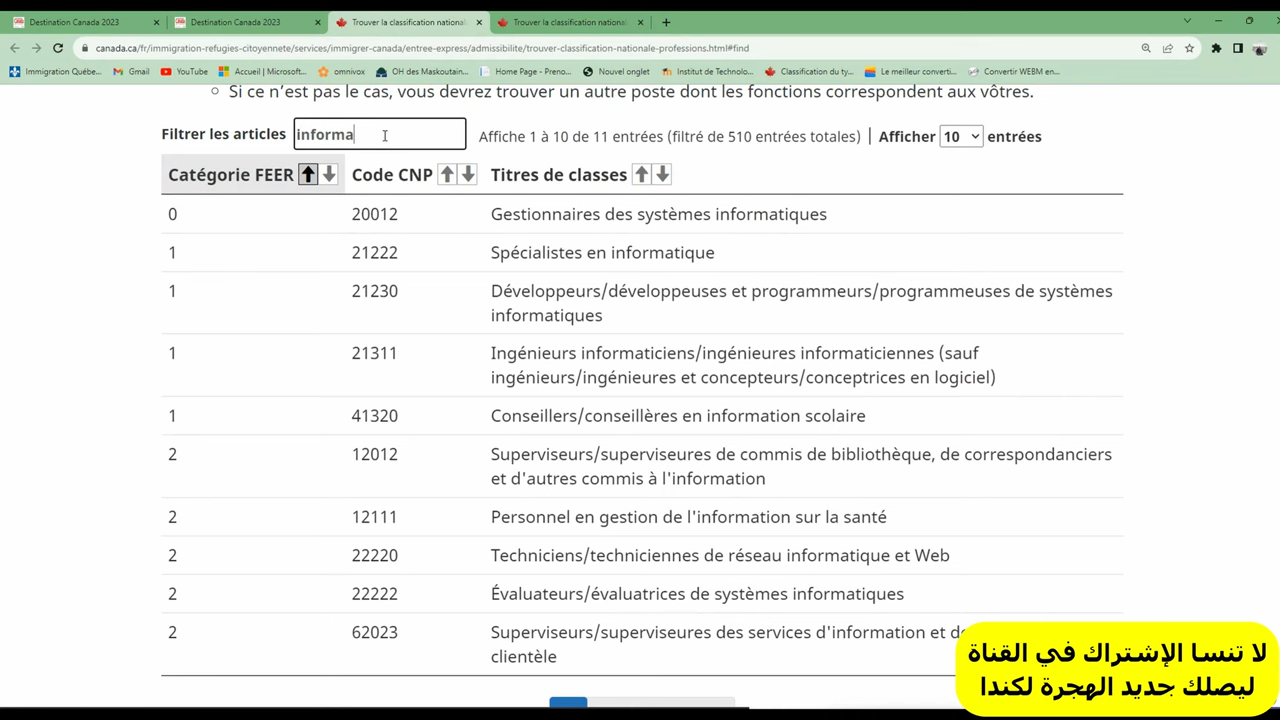 Destination Canada 2023
Destination Canada 2023
Trouver la classification national
Trouver la classification national
canada.ca/fr/immigration-refugies-citoyennete/services/immigrer-canada/entree-express/admissibilite/trouver-classification-nationale-professions.html#find
Immigration Québe...
Gmail
YouTube
Accueil | Microsoft...
omnivox
OH des Maskoutain...
Home Page - Preno...
Nouvel onglet
Institut de Technolo...
Classification du ty...
Le meilleur converti...
Convertir WEBM en...
Si ce n’est pas le cas, vous devrez trouver un autre poste dont les fonctions correspondent aux vôtres.
Filtrer les articles informa Affiche 1 à 10 de 11 entrées (filtré de 510 entrées totales) | Afficher 10 entrées
Catégorie FEER Code CNP Titres de classes
0 20012 Gestionnaires des systèmes informatiques
1 21222 Spécialistes en informatique
1 21230 Développeurs/développeuses et programmeurs/programmeuses de systèmes
informatiques
1 21311 Ingénieurs informaticiens/ingénieures informaticiennes (sauf
ingénieurs/ingénieures et concepteurs/conceptrices en logiciel)
1 41320 Conseillers/conseillères en information scolaire
2 12012 Superviseurs/superviseures de commis de bibliothèque, de correspondanciers
et d'autres commis à l'information
2 12111 Personnel en gestion de l'information sur la santé
2 22220 Techniciens/techniciennes de réseau informatique et Web
2 22222 Évaluateurs/évaluatrices de systèmes informatiques
2 62023 Superviseurs/superviseures des services d'information et
clientèle
لا تنسا الإشتراك في القناة
ليصلك جديد الهجرة لكندا